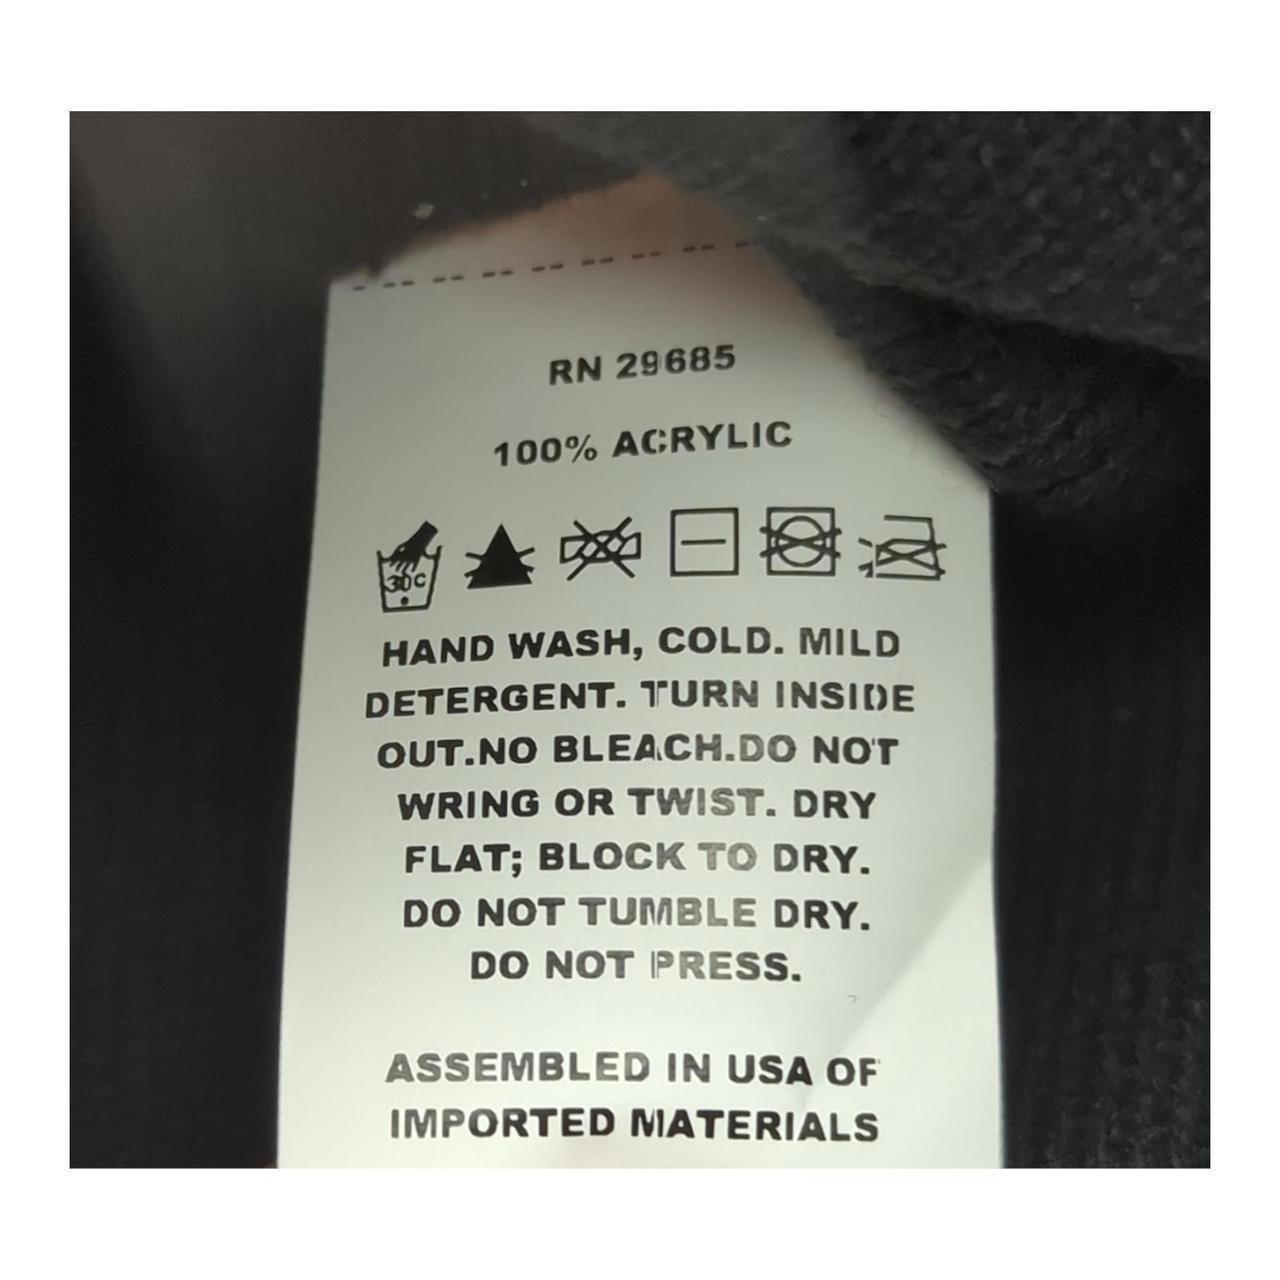 RN 29685
100% ACRYLIC
30C
HAND WASH, COLD. MILD
DETERGENT. TURN INSIDE
OUT.NO BLEACH.DO NOT
WRING OR TWIST. DRY
FLAT; BLOCK TO DRY.
DO NOT TUMBLE DRY.
DO NOT PRESS.
ASSEMBLED IN USA OF
IMPORTED MATERIALS